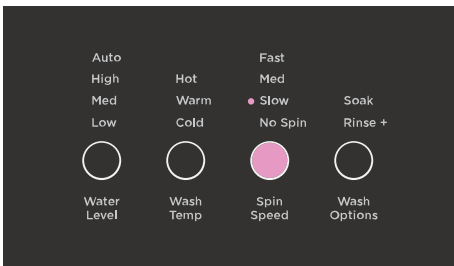 Auto
High
Med
Low
Hot
Warm
Cold
Fast
Med
Slow
No Spin
Soak
Rinse +
Water
Level
Wash
Temp
Spin
Speed
Wash
Options